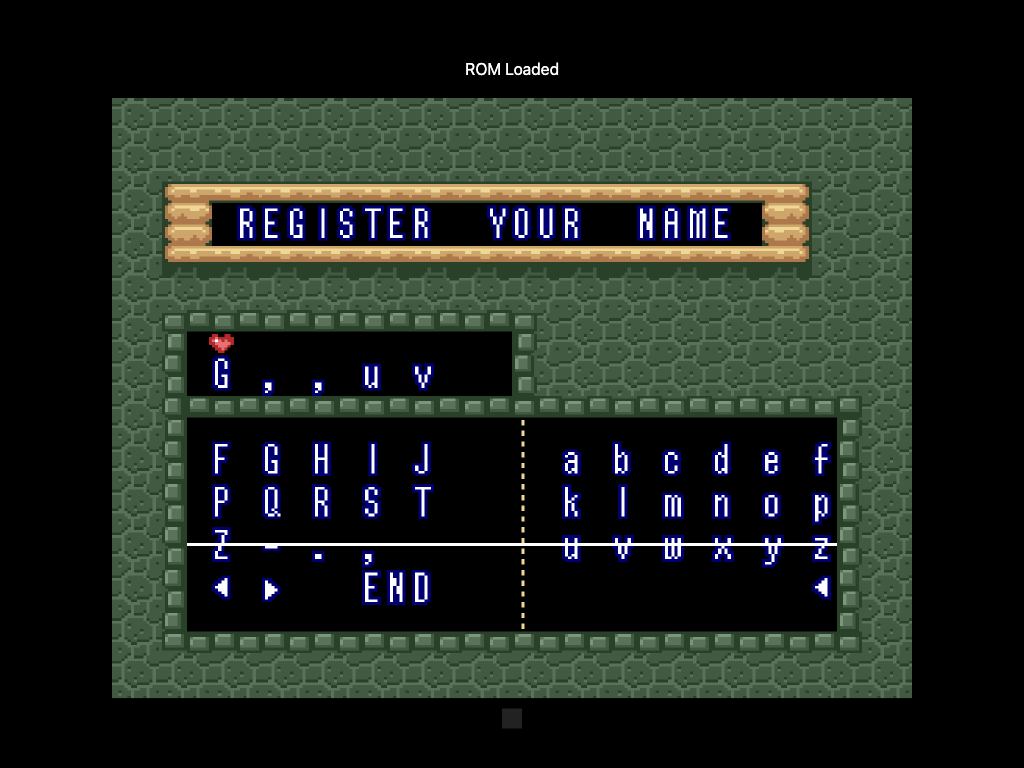 ROM Loaded
REGISTER YOUR NAME
G , , u v
F G H I J a b c d e f
P Q R S T k l m n o p
Z - . , u v w x y z
END